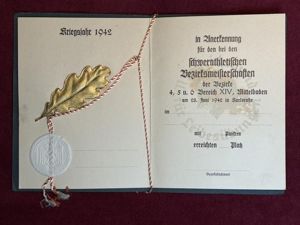 Kriegsjahr 1942
in Anerkennung
für den bei den
schwerathletischen
Bezirksmeisterschaften
der Bezirke
4, 5 u 6 Bereich XIV, Mittelbaden
am 28. Juni 1942 in Karlsruhe
im
mit Punkten
erreichten Platz